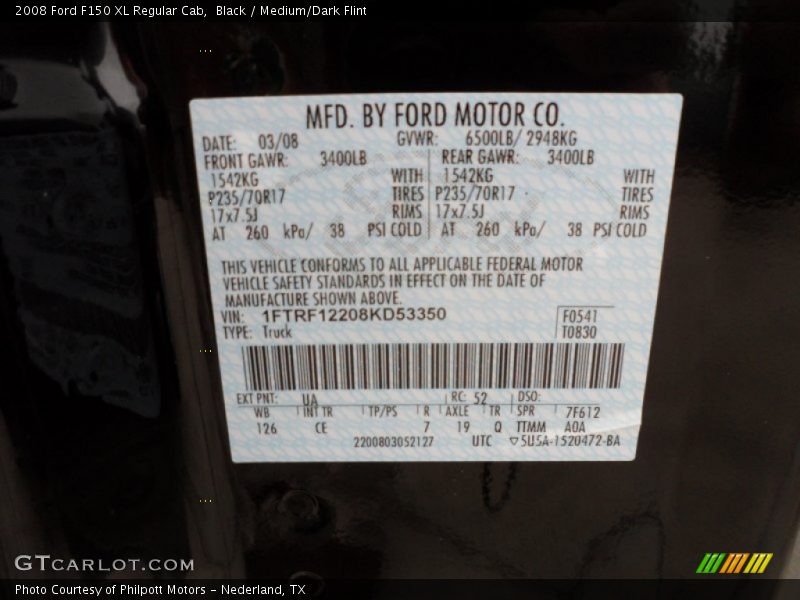 2008 Ford F150 XL Regular Cab,  Black / Medium/Dark Flint
MFD. BY FORD MOTOR CO.
DATE: 03/08 GVWR: 6500LB/ 2948KG
FRONT GAWR: 3400LB REAR GAWR: 3400LB
1542KG WITH 1542KG WITH
P235/70R17 TIRES P235/70R17 TIRES
17x7.5J RIMS 17x7.5J RIMS
AT 260 kPa/ 38 PSI COLD AT 260 kPa/ 38 PSI COLD
THIS VEHICLE CONFORMS TO ALL APPLICABLE FEDERAL MOTOR
VEHICLE SAFETY STANDARDS IN EFFECT ON THE DATE OF
MANUFACTURE SHOWN ABOVE.
VIN: 1FTRF12208KD53350 F0541
TYPE: Truck T0830
EXT PNT: UA RC: 52 DSO:
WB INT TR TP/PS R AXLE TR SPR 7F612
126 CE 7 19 Q TTMM AOA
2200803052127 UTC ▽5U5A-1520472-BA
GTCARLOT.COM
Photo Courtesy of Philpott Motors - Nederland, TX